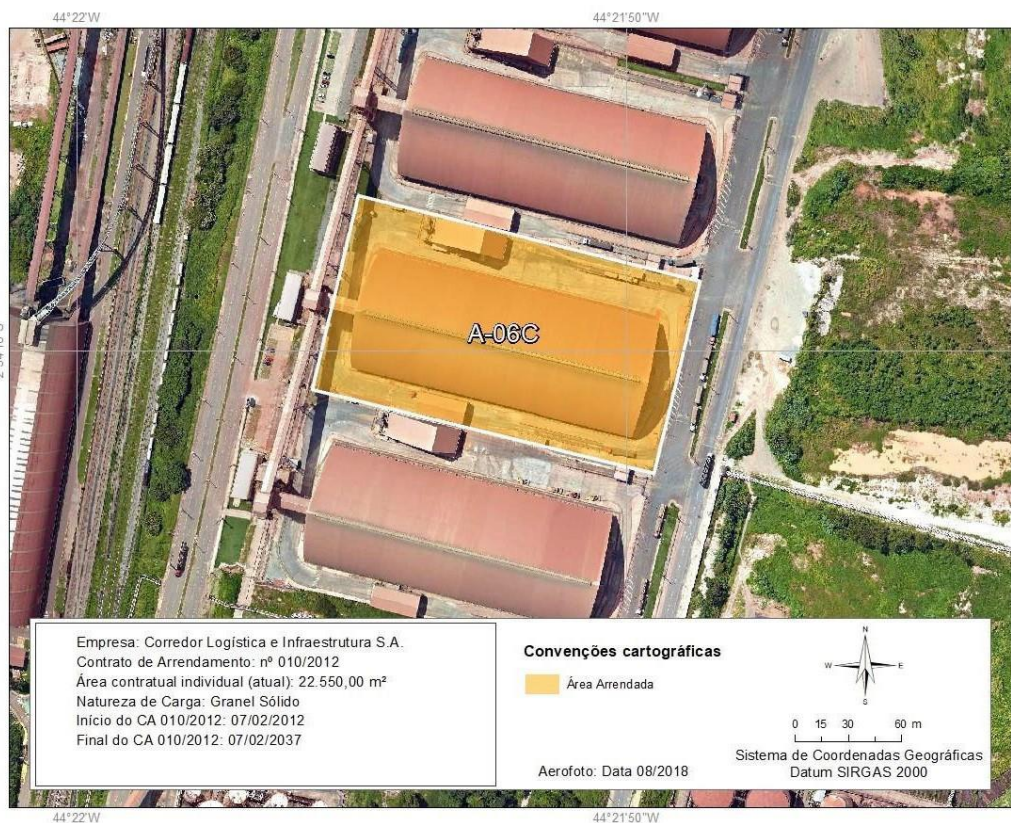 44°22'W
44°21'50"W
A-06C
Empresa: Corredor Logística e Infraestrutura S.A.
Contrato de Arrendamento: nº 010/2012
Área contratual individual (atual): 22.550,00 m²
Natureza de Carga: Granel Sólido
Início do CA 010/2012: 07/02/2012
Final do CA 010/2012: 07/02/2037
Convenções cartográficas
Área Arrendada
Aerofoto: Data 08/2018
N
W
E
S
0 15 30 60 m
Sistema de Coordenadas Geográficas
Datum SIRGAS 2000
44°22'W
44°21'50"W